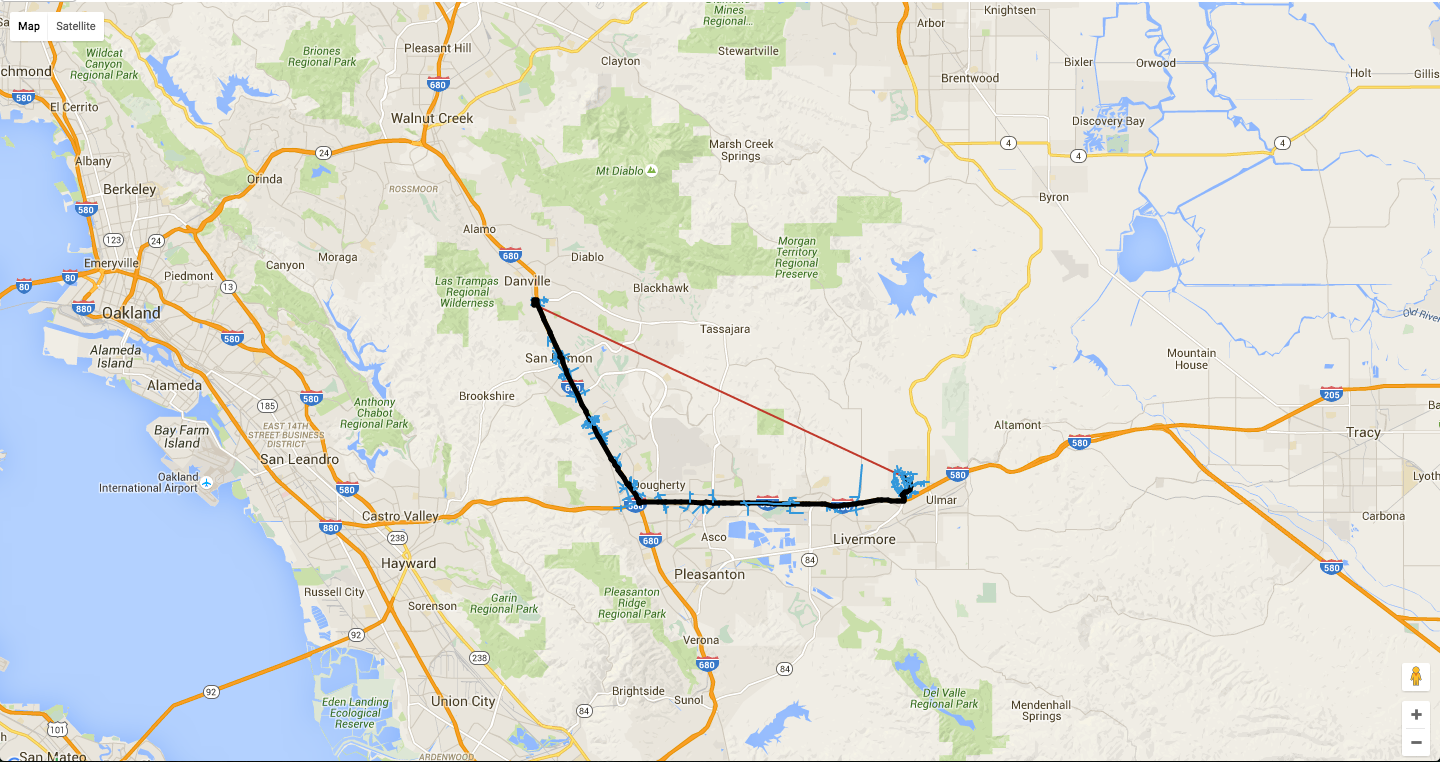 Map
Satellite
Mines
Regional...
Arbor
Knightsen
Wildcat
Canyon
Regional Park
Briones
Regional Park
Pleasant Hill
Clayton
Stewartville
Bixler
Orwood
Holt
Gillis
chmond
580
El Cerrito
680
Brentwood
Walnut Creek
Discovery Bay
Albany
24
Orinda
Mt Diablo
Marsh Creek
Springs
4
4
4
Berkeley
ROSSMOOR
Byron
580
123
24
Alamo
Moraga
Canyon
Emeryville
Piedmont
80
80
13
680
Diablo
Morgan
Territory
Regional
Preserve
Las Trampas
Regional
Wilderness
Danville
Blackhawk
880
Oakland
580
Tassajara
Old River
Alameda
Island
Alameda
Mountain
House
Brookshire
580
185
Anthony
Chabot
Regional Park
205
Bay Farm
Island
EAST 14TH
STREET BUSINESS
DISTRICT
San Leandro
Altamont
580
Tracy
Ba
Oakland
International Airport
580
Dougherty
580
580
Ulmar
Lyoth
Castro Valley
880
238
680
Asco
Livermore
Carbona
Hayward
Pleasanton
84
580
Russell City
Sorenson
Garin
Regional Park
Pleasanton
Ridge
Regional Park
92
238
Verona
680
84
92
Brightside
Sunol
Union City
84
Eden Landing
Ecological
Reserve
Del Valle
Regional Park
Mendenhall
Springs
101
San Mateo
ARDENWOOD